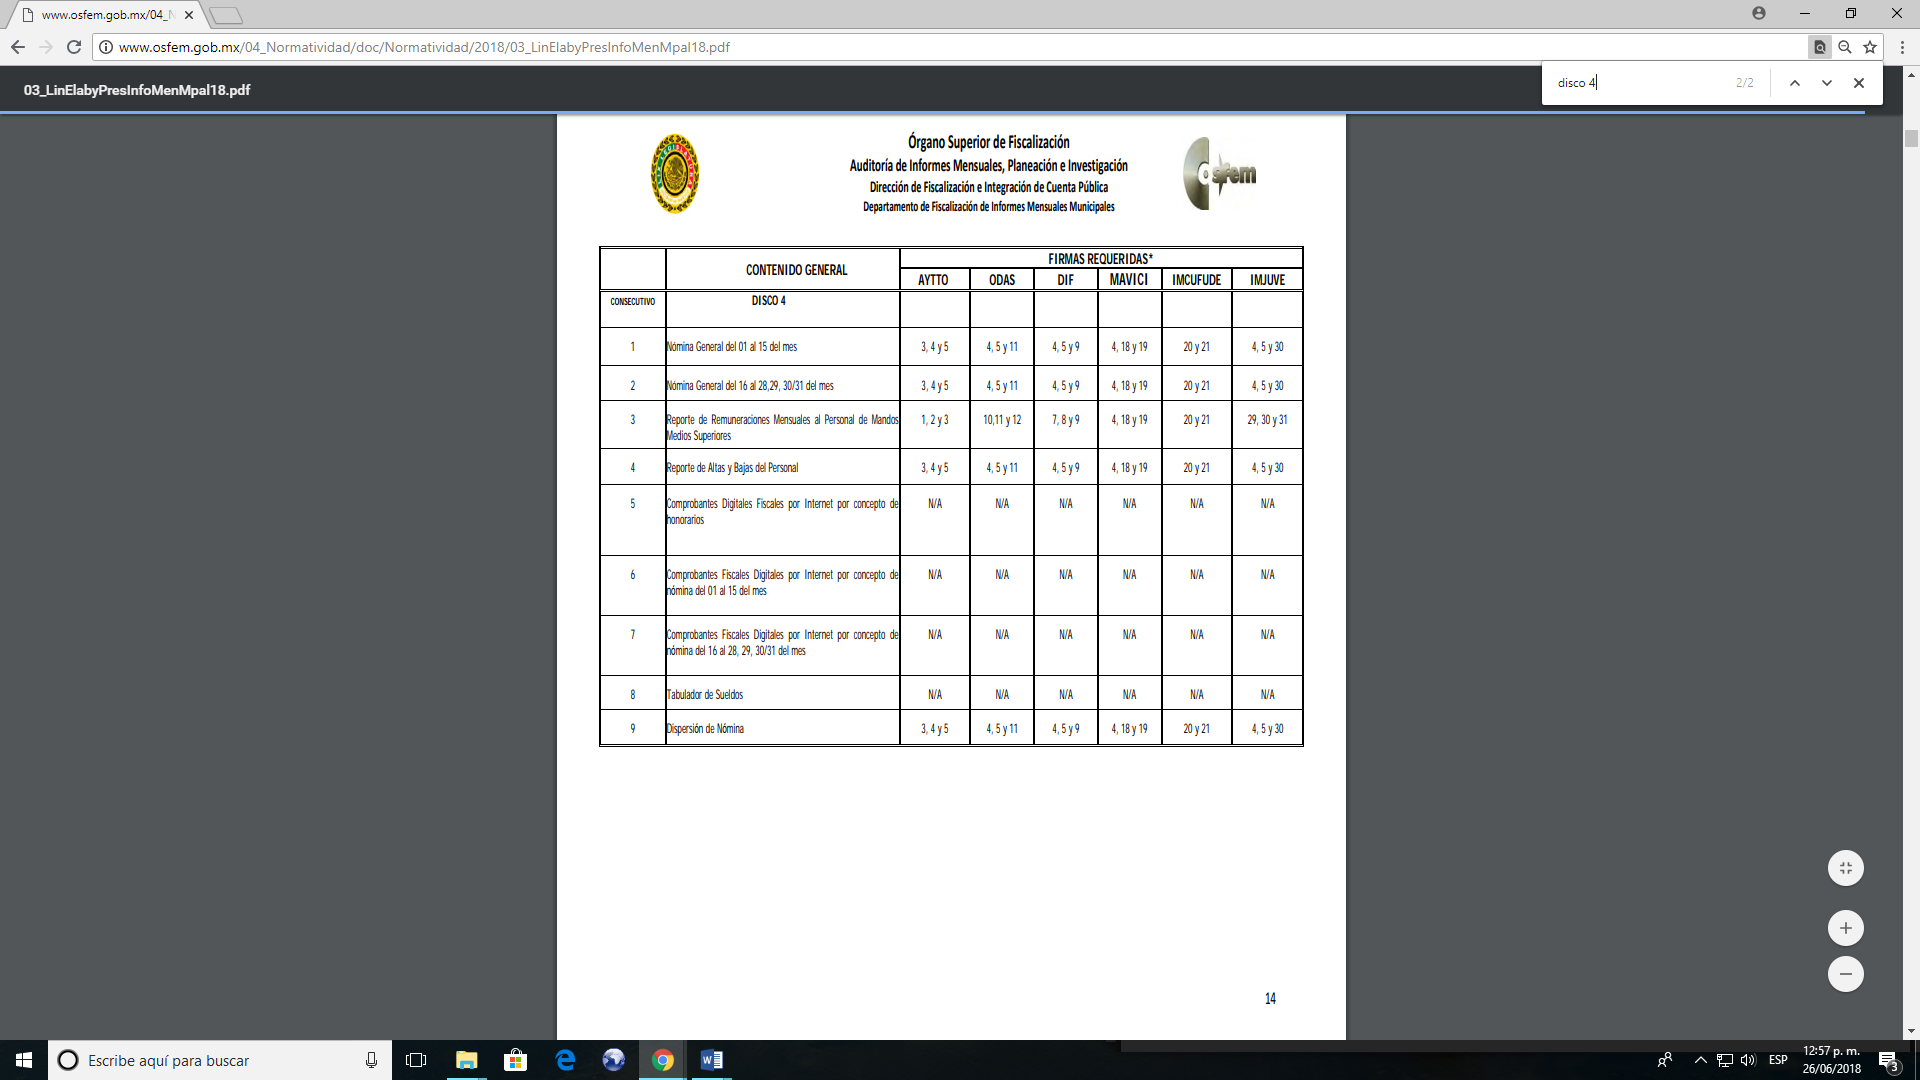 www.osfem.gob.mx/04_N
www.osfem.gob.mx/04_Normatividad/doc/Normatividad/2018/03_LinElabyPresInfoMenMpal18.pdf
03_LinElabyPresInfoMenMpal18.pdf
disco 4
2/2
Órgano Superior de Fiscalización
Auditoría de Informes Mensuales, Planeación e Investigación
Dirección de Fiscalización e Integración de Cuenta Pública
Departamento de Fiscalización de Informes Mensuales Municipales
osfem
CONTENIDO GENERAL FIRMAS REQUERIDAS*
AYTTO ODAS DIF MAVICI IMCUFUDE IMJUVE
CONSECUTIVO DISCO 4
1 Nómina General del 01 al 15 del mes 3, 4 y 5 4, 5 y 11 4, 5 y 9 4, 18 y 19 20 y 21 4, 5 y 30
2 Nómina General del 16 al 28,29, 30/31 del mes 3, 4 y 5 4, 5 y 11 4, 5 y 9 4, 18 y 19 20 y 21 4, 5 y 30
3 Reporte de Remuneraciones Mensuales al Personal de Mandos 1, 2 y 3 10,11 y 12 7, 8 y 9 4, 18 y 19 20 y 21 29, 30 y 31
Medios Superiores
4 Reporte de Altas y Bajas del Personal 3, 4 y 5 4, 5 y 11 4, 5 y 9 4, 18 y 19 20 y 21 4, 5 y 30
5 Comprobantes Digitales Fiscales por Internet por concepto de N/A N/A N/A N/A N/A N/A
honorarios
6 Comprobantes Fiscales Digitales por Internet por concepto de N/A N/A N/A N/A N/A N/A
nómina del 01 al 15 del mes
7 Comprobantes Fiscales Digitales por Internet por concepto de N/A N/A N/A N/A N/A N/A
nómina del 16 al 28, 29, 30/31 del mes
8 Tabulador de Sueldos N/A N/A N/A N/A N/A N/A
9 Dispersión de Nómina 3, 4 y 5 4, 5 y 11 4, 5 y 9 4, 18 y 19 20 y 21 4, 5 y 30
14
Escribe aquí para buscar
ESP
12:57 p. m.
26/06/2018
3